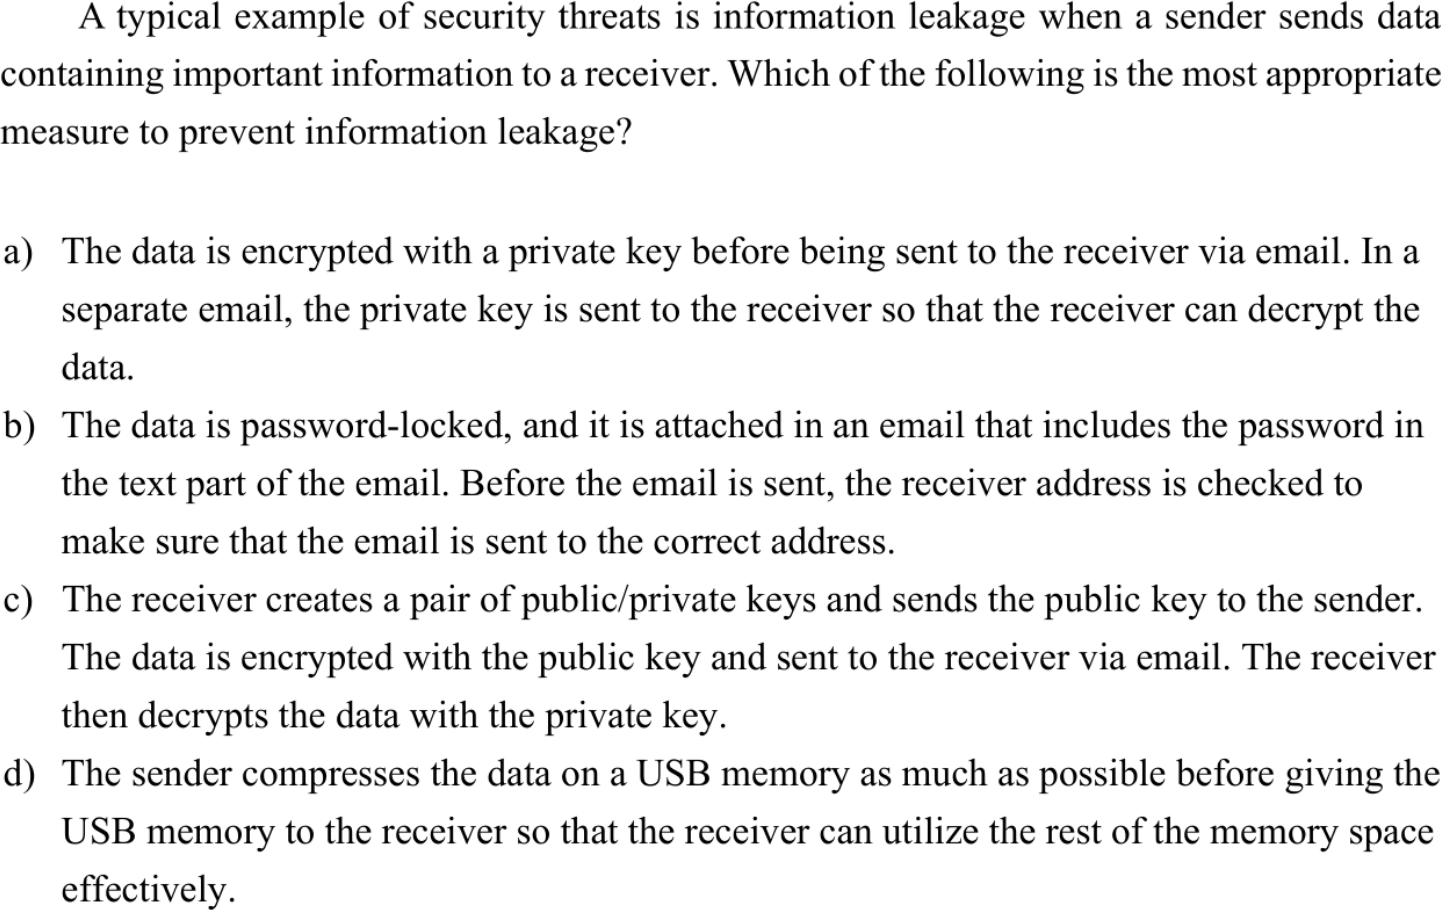 A typical example of security threats is information leakage when a sender sends data
containing important information to a receiver. Which of the following is the most appropriate
measure to prevent information leakage?
a) The data is encrypted with a private key before being sent to the receiver via email. In a
separate email, the private key is sent to the receiver so that the receiver can decrypt the
data.
b) The data is password-locked, and it is attached in an email that includes the password in
the text part of the email. Before the email is sent, the receiver address is checked to
make sure that the email is sent to the correct address.
c) The receiver creates a pair of public/private keys and sends the public key to the sender.
The data is encrypted with the public key and sent to the receiver via email. The receiver
then decrypts the data with the private key.
d) The sender compresses the data on a USB memory as much as possible before giving the
USB memory to the receiver so that the receiver can utilize the rest of the memory space
effectively.